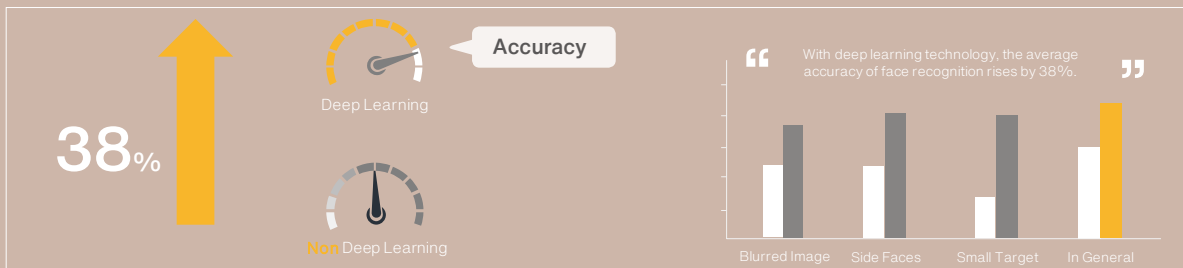 38%
Accuracy
Deep Learning
Non Deep Learning
“ With deep learning technology, the average
accuracy of face recognition rises by 38%. ”
Blurred Image Side Faces Small Target In General